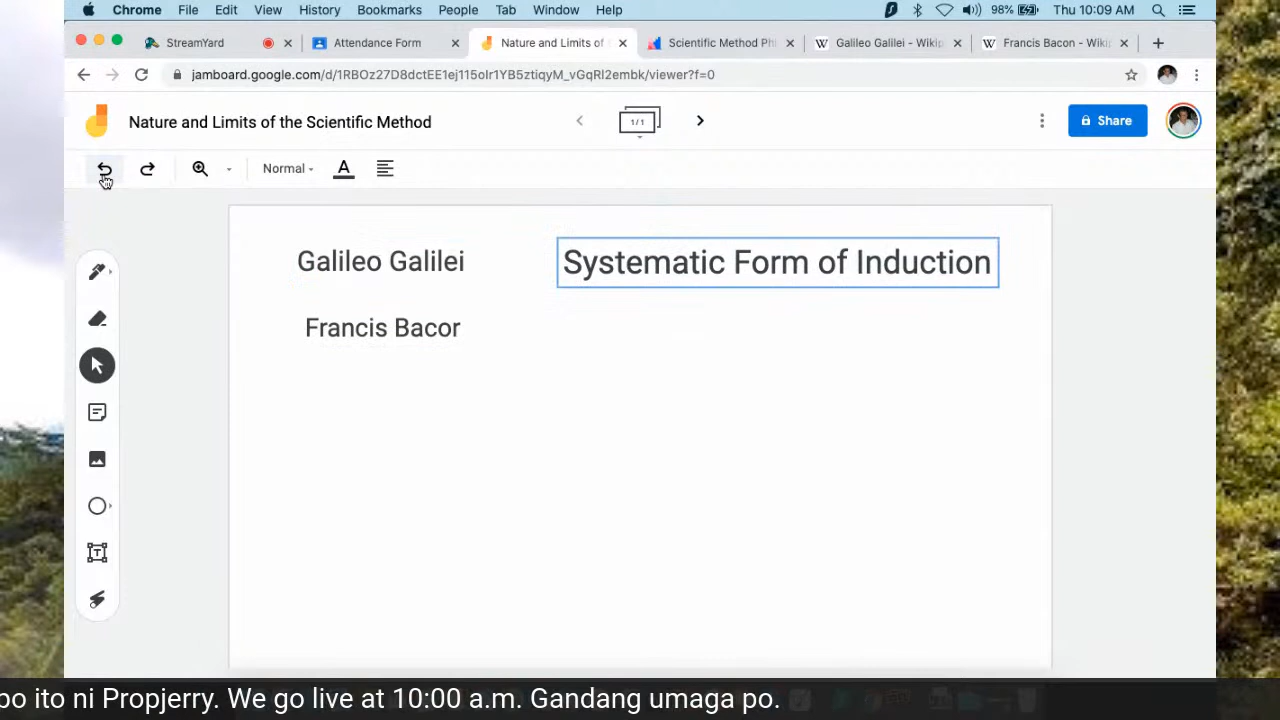 Chrome File Edit View History Bookmarks People Tab Window Help 98% Thu 10:09 AM
StreamYard Attendance Form Nature and Limits of Scientific Method Phi Galileo Galilei - Wikip Francis Bacon - Wiki
jamboard.google.com/d/1RBOz27D8dctEE1ej115oIr1YB5ztiqyM_vGqRI2embk/viewer?f=0
Nature and Limits of the Scientific Method 1/1 Share
Normal A
Galileo Galilei Systematic Form of Induction
Francis Bacor
T
po ito ni Propjerry. We go live at 10:00 a.m. Gandang umaga po.